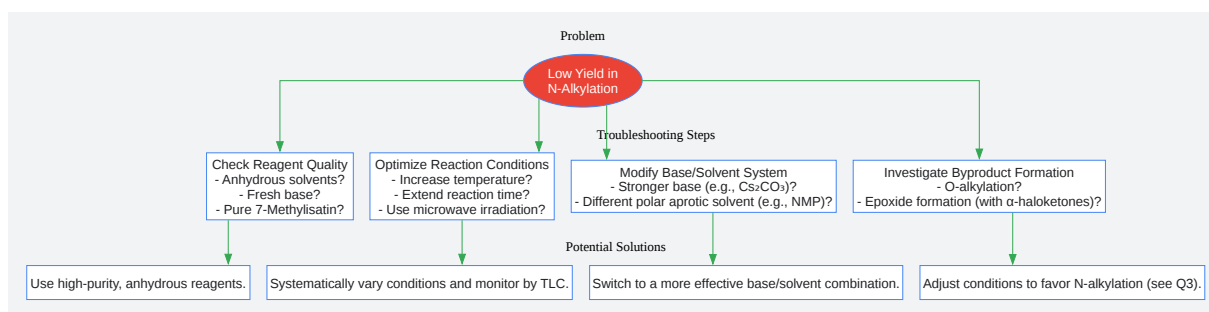 Problem
Low Yield in
N-Alkylation
Troubleshooting Steps
Check Reagent Quality
- Anhydrous solvents?
- Fresh base?
- Pure 7-Methylisatin?
Optimize Reaction Conditions
- Increase temperature?
- Extend reaction time?
- Use microwave irradiation?
Modify Base/Solvent System
- Stronger base (e.g., Cs₂CO₃)?
- Different polar aprotic solvent (e.g., NMP)?
Investigate Byproduct Formation
- O-alkylation?
- Epoxide formation (with α-haloketones)?
Potential Solutions
Use high-purity, anhydrous reagents.
Systematically vary conditions and monitor by TLC.
Switch to a more effective base/solvent combination.
Adjust conditions to favor N-alkylation (see Q3).